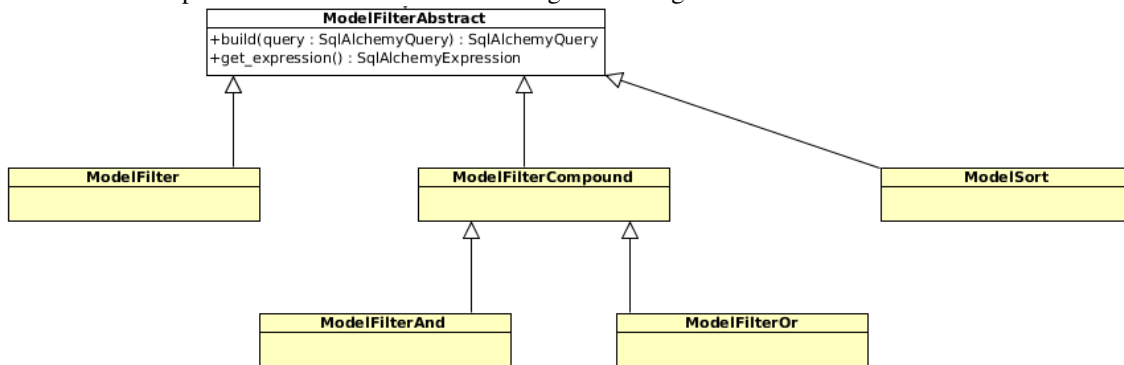 ModelFilterAbstract
+build(query : SqlAlchemyQuery) : SqlAlchemyQuery
+get_expression() : SqlAlchemyExpression
ModelFilter
ModelFilterCompound
ModelSort
ModelFilterAnd
ModelFilterOr